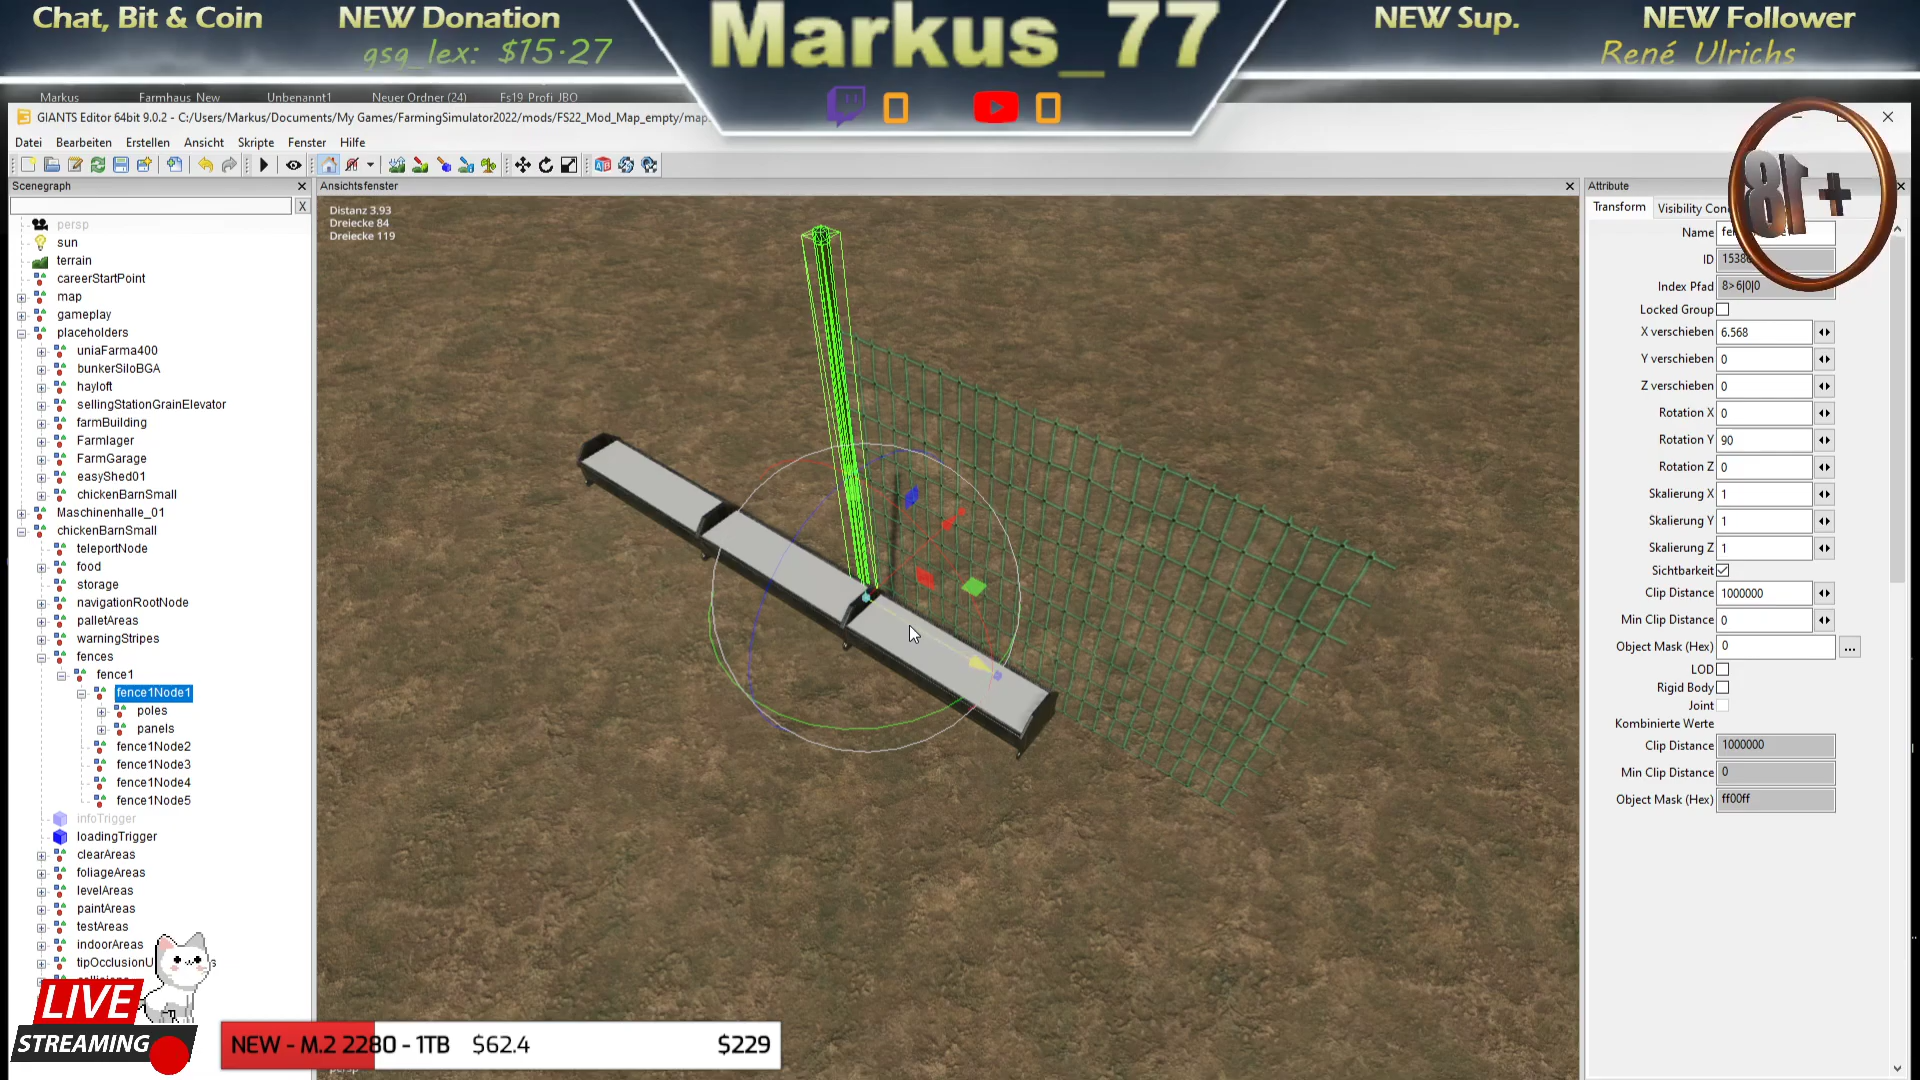 Chat, Bit & Coin
NEW Donation
gsg_lex: $15.27
Markus_77
0
0
NEW Sup.
NEW Follower
René Ulrichs
Markus
Farmhaus_New
Unbenannt1
Neuer Ordner (24)
Fs19 Profi JBO
GIANTS Editor 64bit 9.0.2 - C:/Users/Markus/Documents/My Games/FarmingSimulator2022/mods/FS22_Mod_Map_empty/map
Datei Bearbeiten Erstellen Ansicht Skripte Fenster Hilfe
Scenegraph
X
persp
sun
terrain
careerStartPoint
map
gameplay
placeholders
uniaFarma400
bunkerSiloBGA
hayloft
sellingStationGrainElevator
farmBuilding
Farmlager
FarmGarage
easyShed01
chickenBarnSmall
Maschinenhalle_01
chickenBarnSmall
teleportNode
food
storage
navigationRootNode
palletAreas
warningStripes
fences
fence1
fence1Node1
poles
panels
fence1Node2
fence1Node3
fence1Node4
fence1Node5
infoTrigger
loadingTrigger
clearAreas
foliageAreas
levelAreas
paintAreas
testAreas
indoorAreas
LIVE
STREAMING
NEW - M.2 2280 - 1TB $62.4 $229
Ansichtsfenster
Distanz 3.93
Dreiecke 84
Dreiecke 119
persp
18+
Attribute
Transform
Name
ID
Index Pfad 8>6|0|0
Locked Group
X verschieben 6.568
Y verschieben 0
Z verschieben 0
Rotation X 0
Rotation Y 90
Rotation Z 0
Skalierung X 1
Skalierung Y 1
Skalierung Z 1
Sichtbarkeit
Clip Distance 1000000
Min Clip Distance 0
Object Mask (Hex) 0 ...
LOD
Rigid Body
Joint
Kombinierte Werte
Clip Distance 1000000
Min Clip Distance 0
Object Mask (Hex) ff00ff